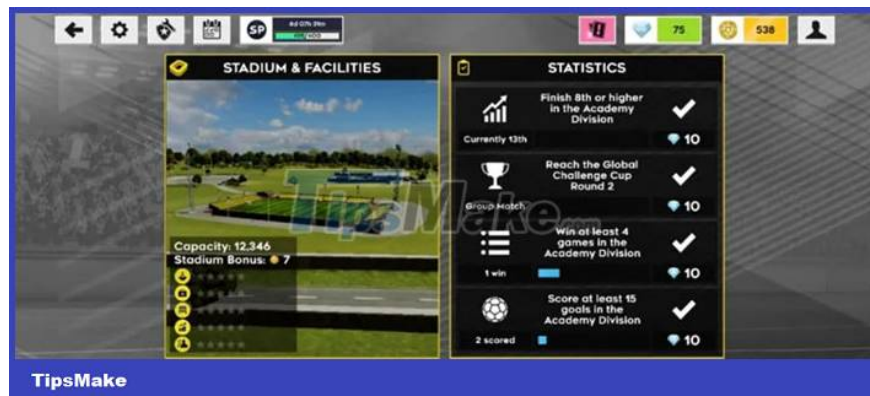 SP
75
538
STADIUM & FACILITIES
Capacity: 12,346
Stadium Bonus: 7
STATISTICS
Finish 8th or higher
in the Academy
Division
Currently 13th
10
Reach the Global
Challenge Cup
Round 2
Group Match
10
Win at least 4
games in the
Academy Division
1 win
10
Score at least 15
goals in the
Academy Division
2 scored
10
TipsMake.com
TipsMake